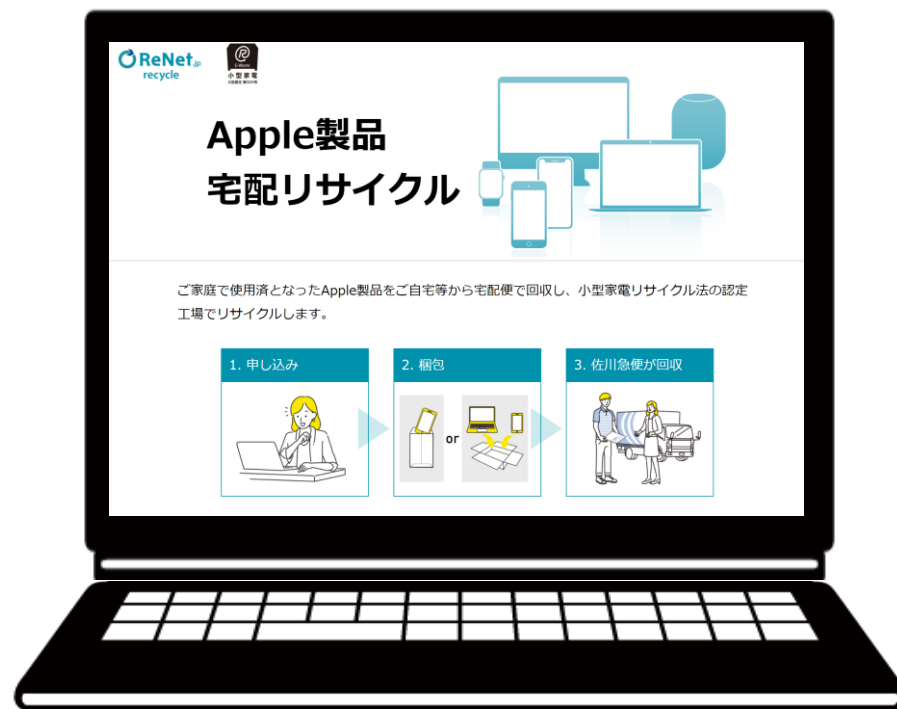 ReNet.jp
recycle
E-Waste
小型家電
Apple製品
宅配リサイクル
ご家庭で使用済となったApple製品をご自宅等から宅配便で回収し、小型家電リサイクル法の認定
工場でリサイクルします。
1. 申し込み
2. 梱包
3. 佐川急便が回収
or